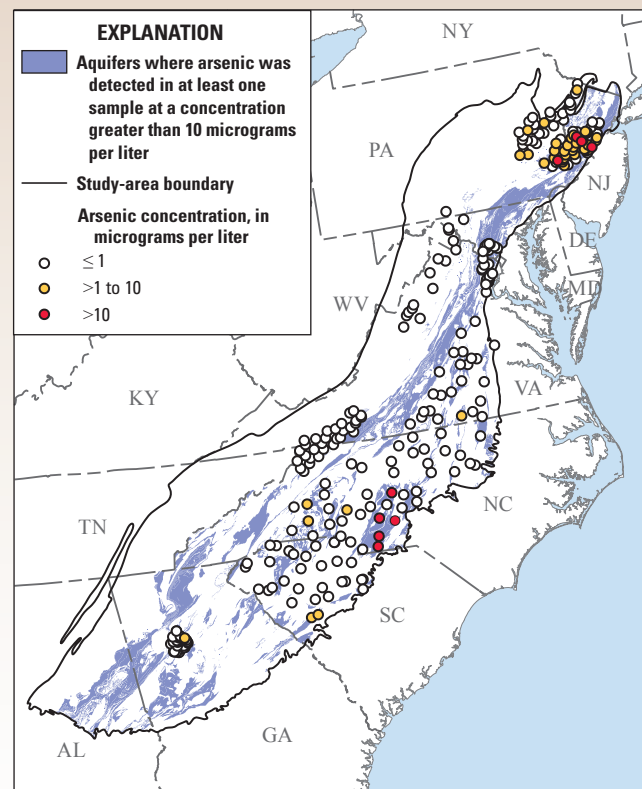 EXPLANATION
Aquifers where arsenic was
detected in at least one
sample at a concentration
greater than 10 micrograms
per liter
Study-area boundary
Arsenic concentration, in
micrograms per liter
≤ 1
>1 to 10
>10
NY
PA
NJ
DE
MD
WV
KY
VA
TN
NC
SC
AL
GA